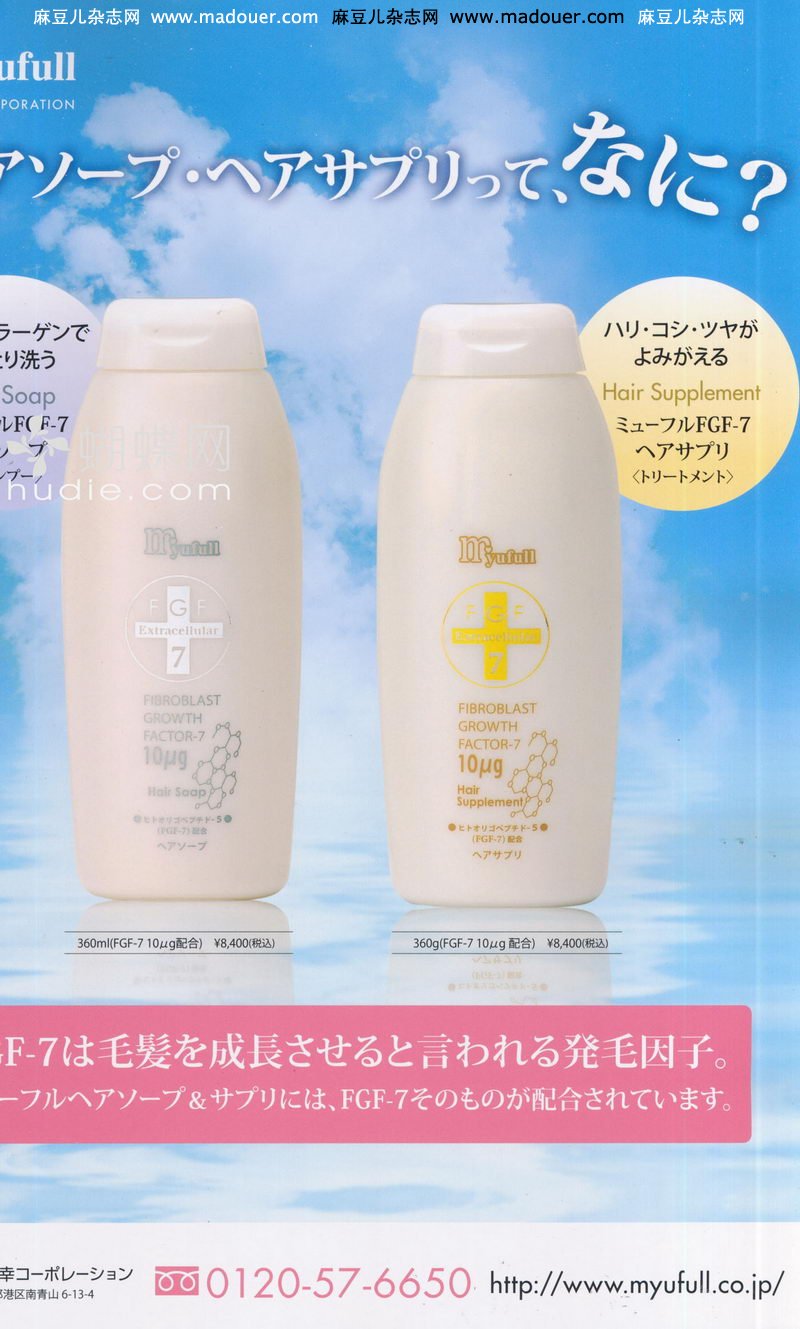 麻豆儿杂志网 www.madouer.com 麻豆儿杂志网 www.madouer.com 麻豆儿杂志网
yufull
PORATION
アソープ・ヘアサプリって、なに?
ラーゲンで
り洗う
Soap
ルFGF-7
ソープ
ンプー〉
蝴蝶网
hudie.com
ハリ・コシ・ツヤが
よみがえる
Hair Supplement
ミューフルFGF-7
ヘアサプリ
〈トリートメント〉
myufull
FGF
Extracellular
7
FIBROBLAST
GROWTH
FACTOR-7
10μg
Hair Soap
●ヒトオリゴペプチド-5●
(FGF-7)配合
ヘアソープ
myufull
FGF
Extracellular
7
FIBROBLAST
GROWTH
FACTOR-7
10μg
Hair
Supplement
●ヒトオリゴペプチド-5●
(FGF-7)配合
ヘアサプリ
360ml(FGF-7 10μg配合) ¥8,400(税込)
360g(FGF-7 10μg 配合) ¥8,400(税込)
GF-7は毛髪を成長させると言われる発毛因子。
ーフルヘアソープ&サプリには、FGF-7そのものが配合されています。
幸コーポレーション
港区南青山 6-13-4
0120-57-6650
http://www.myufull.co.jp/